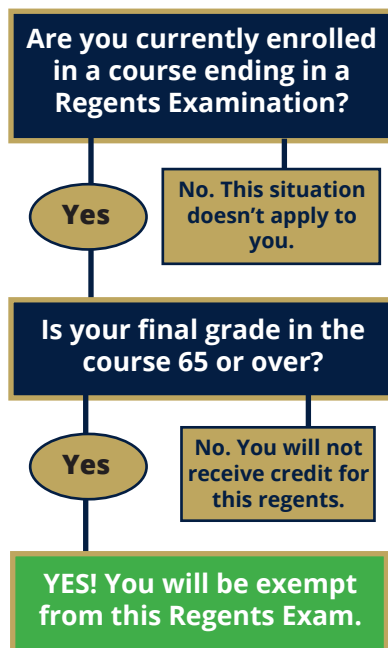 Are you currently enrolled
in a course ending in a
Regents Examination?
Yes
No. This situation
doesn’t apply to
you.
Is your final grade in the
course 65 or over?
Yes
No. You will not
receive credit for
this regents.
YES! You will be exempt
from this Regents Exam.